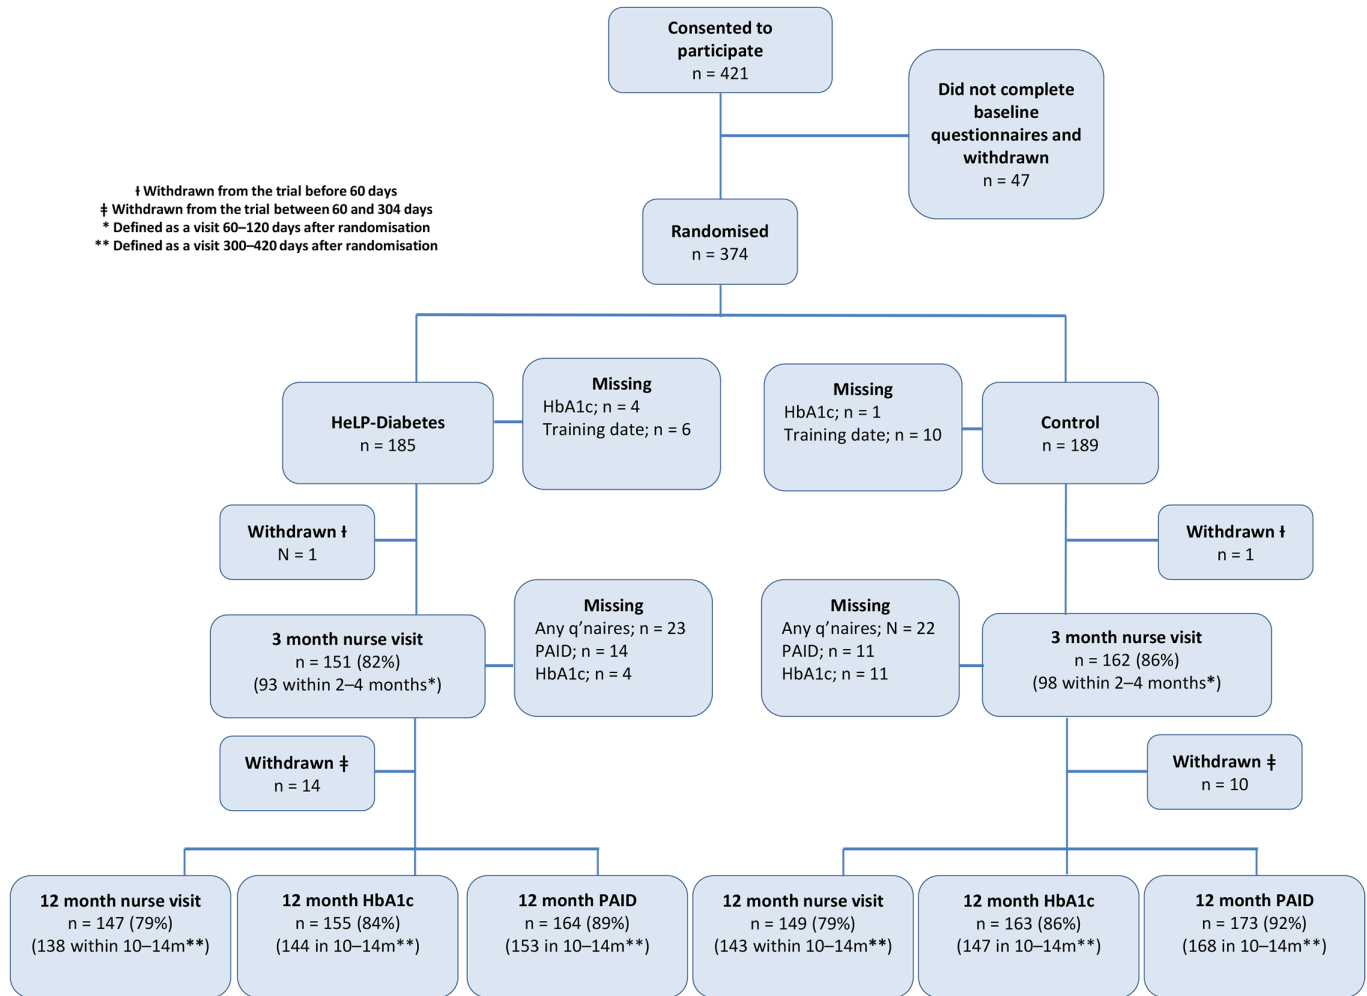 Consented to
participate
n = 421
Did not complete
baseline
questionnaires and
withdrawn
n = 47
ƚ Withdrawn from the trial before 60 days
ǂ Withdrawn from the trial between 60 and 304 days
* Defined as a visit 60–120 days after randomisation
** Defined as a visit 300–420 days after randomisation
Randomised
n = 374
HeLP-Diabetes
n = 185
Missing
HbA1c; n = 4
Training date; n = 6
Missing
HbA1c; n = 1
Training date; n = 10
Control
n = 189
Withdrawn ƚ
N = 1
Withdrawn ƚ
n = 1
3 month nurse visit
n = 151 (82%)
(93 within 2–4 months*)
Missing
Any q’naires; n = 23
PAID; n = 14
HbA1c; n = 4
Missing
Any q’naires; N = 22
PAID; n = 11
HbA1c; n = 11
3 month nurse visit
n = 162 (86%)
(98 within 2–4 months*)
Withdrawn ǂ
n = 14
Withdrawn ǂ
n = 10
12 month nurse visit
n = 147 (79%)
(138 within 10–14m**)
12 month HbA1c
n = 155 (84%)
(144 in 10–14m**)
12 month PAID
n = 164 (89%)
(153 in 10–14m**)
12 month nurse visit
n = 149 (79%)
(143 within 10–14m**)
12 month HbA1c
n = 163 (86%)
(147 in 10–14m**)
12 month PAID
n = 173 (92%)
(168 in 10–14m**)